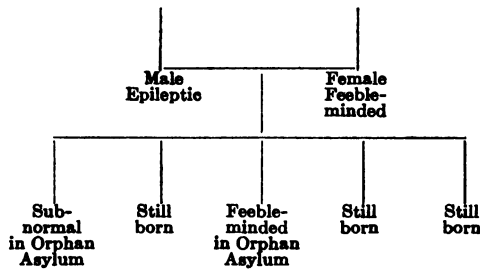 Male Female
Epileptic Feeble-
minded
Sub- Still Feeble- Still Still
normal born minded born born
in Orphan in Orphan
Asylum Asylum